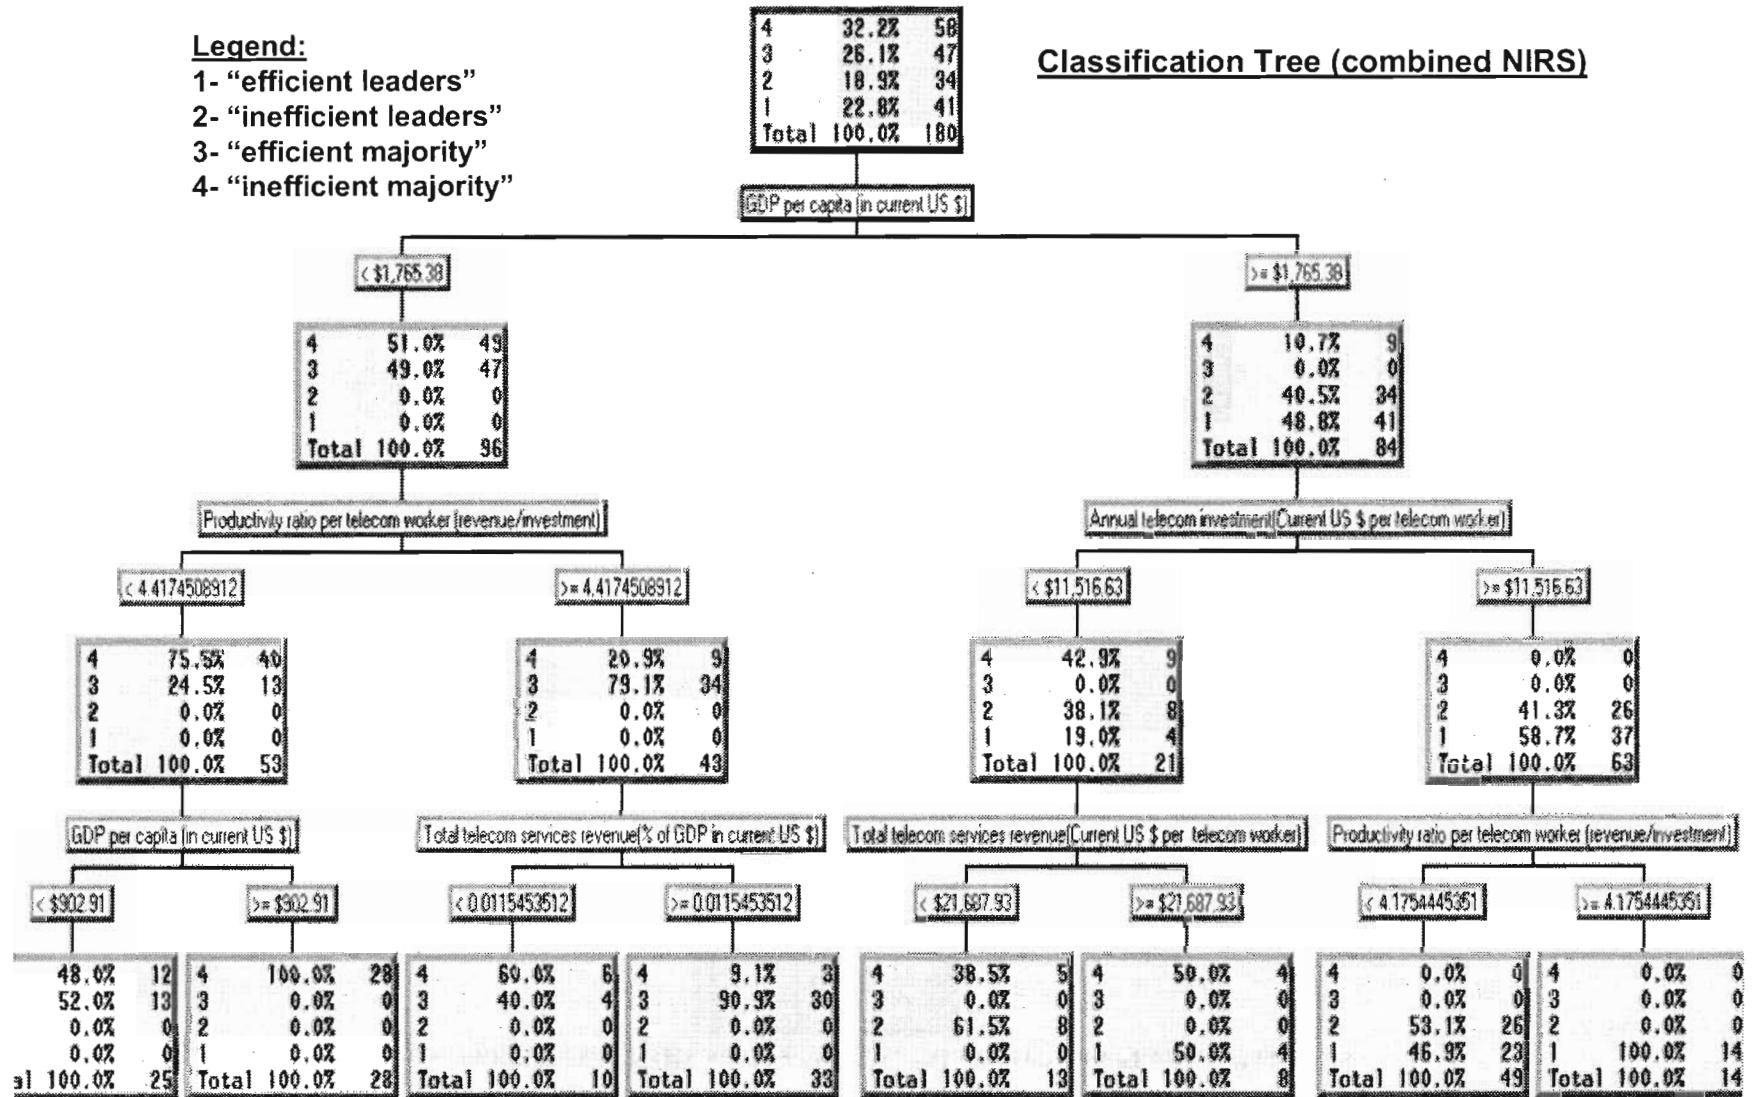 Legend:
1- “efficient leaders”
2- “inefficient leaders”
3- “efficient majority”
4- “inefficient majority”
Classification Tree (combined NIRS)
4 32.2% 58
3 26.1% 47
2 18.9% 34
1 22.8% 41
Total 100.0% 180
GDP per capita (in current US $)
< $1,765.38
>= $1,765.38
4 51.0% 49
3 49.0% 47
2 0.0% 0
1 0.0% 0
Total 100.0% 96
4 10.7% 9
3 0.0% 0
2 40.5% 34
1 48.8% 41
Total 100.0% 84
Productivity ratio per telecom worker (revenue/investment)
Annual telecom investment(Current US $ per telecom worker)
< 4.4174508912
>= 4.4174508912
< $11,516.63
>= $11,516.63
4 75.5% 40
3 24.5% 13
2 0.0% 0
1 0.0% 0
Total 100.0% 53
4 20.9% 9
3 79.1% 34
2 0.0% 0
1 0.0% 0
Total 100.0% 43
4 42.9% 9
3 0.0% 0
2 38.1% 8
1 19.0% 4
Total 100.0% 21
4 0.0% 0
3 0.0% 0
2 41.3% 26
1 58.7% 37
Total 100.0% 63
GDP per capita (in current US $)
Total telecom services revenue(% of GDP in current US $)
Total telecom services revenue(Current US $ per telecom worker)
Productivity ratio per telecom worker (revenue/investment)
< $902.91
>= $902.91
< 0.0115453512
>= 0.0115453512
< $21,687.93
>= $21,687.93
< 4.1754445351
>= 4.1754445351
48.0% 12
52.0% 13
0.0% 0
0.0% 0
al 100.0% 25
4 100.0% 28
3 0.0% 0
2 0.0% 0
1 0.0% 0
Total 100.0% 28
4 60.0% 6
3 40.0% 4
2 0.0% 0
1 0.0% 0
Total 100.0% 10
4 9.1% 3
3 90.9% 30
2 0.0% 0
1 0.0% 0
Total 100.0% 33
4 38.5% 5
3 0.0% 0
2 61.5% 8
1 0.0% 0
Total 100.0% 13
4 50.0% 4
3 0.0% 0
2 0.0% 0
1 50.0% 4
Total 100.0% 8
4 0.0% 0
3 0.0% 0
2 53.1% 26
1 46.9% 23
Total 100.0% 49
4 0.0% 0
3 0.0% 0
2 0.0% 0
1 100.0% 14
Total 100.0% 14